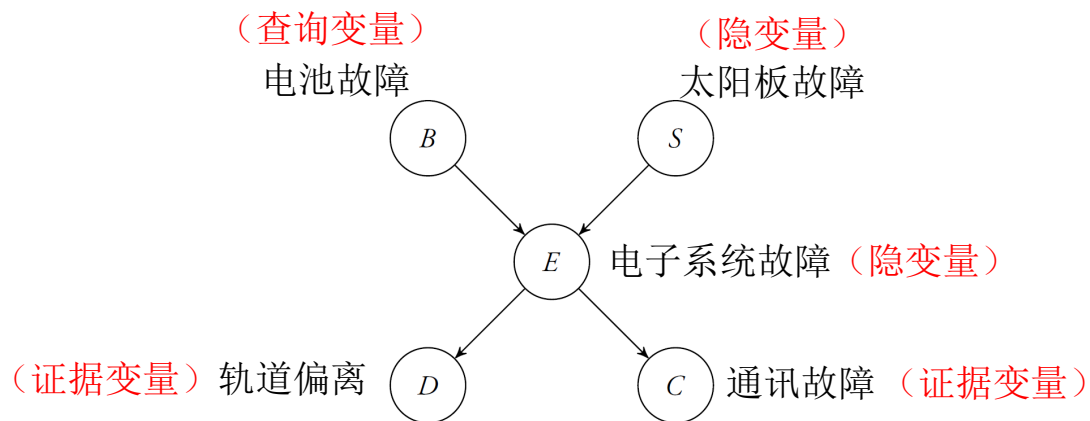 （查询变量） （隐变量）
电池故障 太阳板故障
B S
E 电子系统故障（隐变量）
（证据变量）轨道偏离 D C 通讯故障（证据变量）